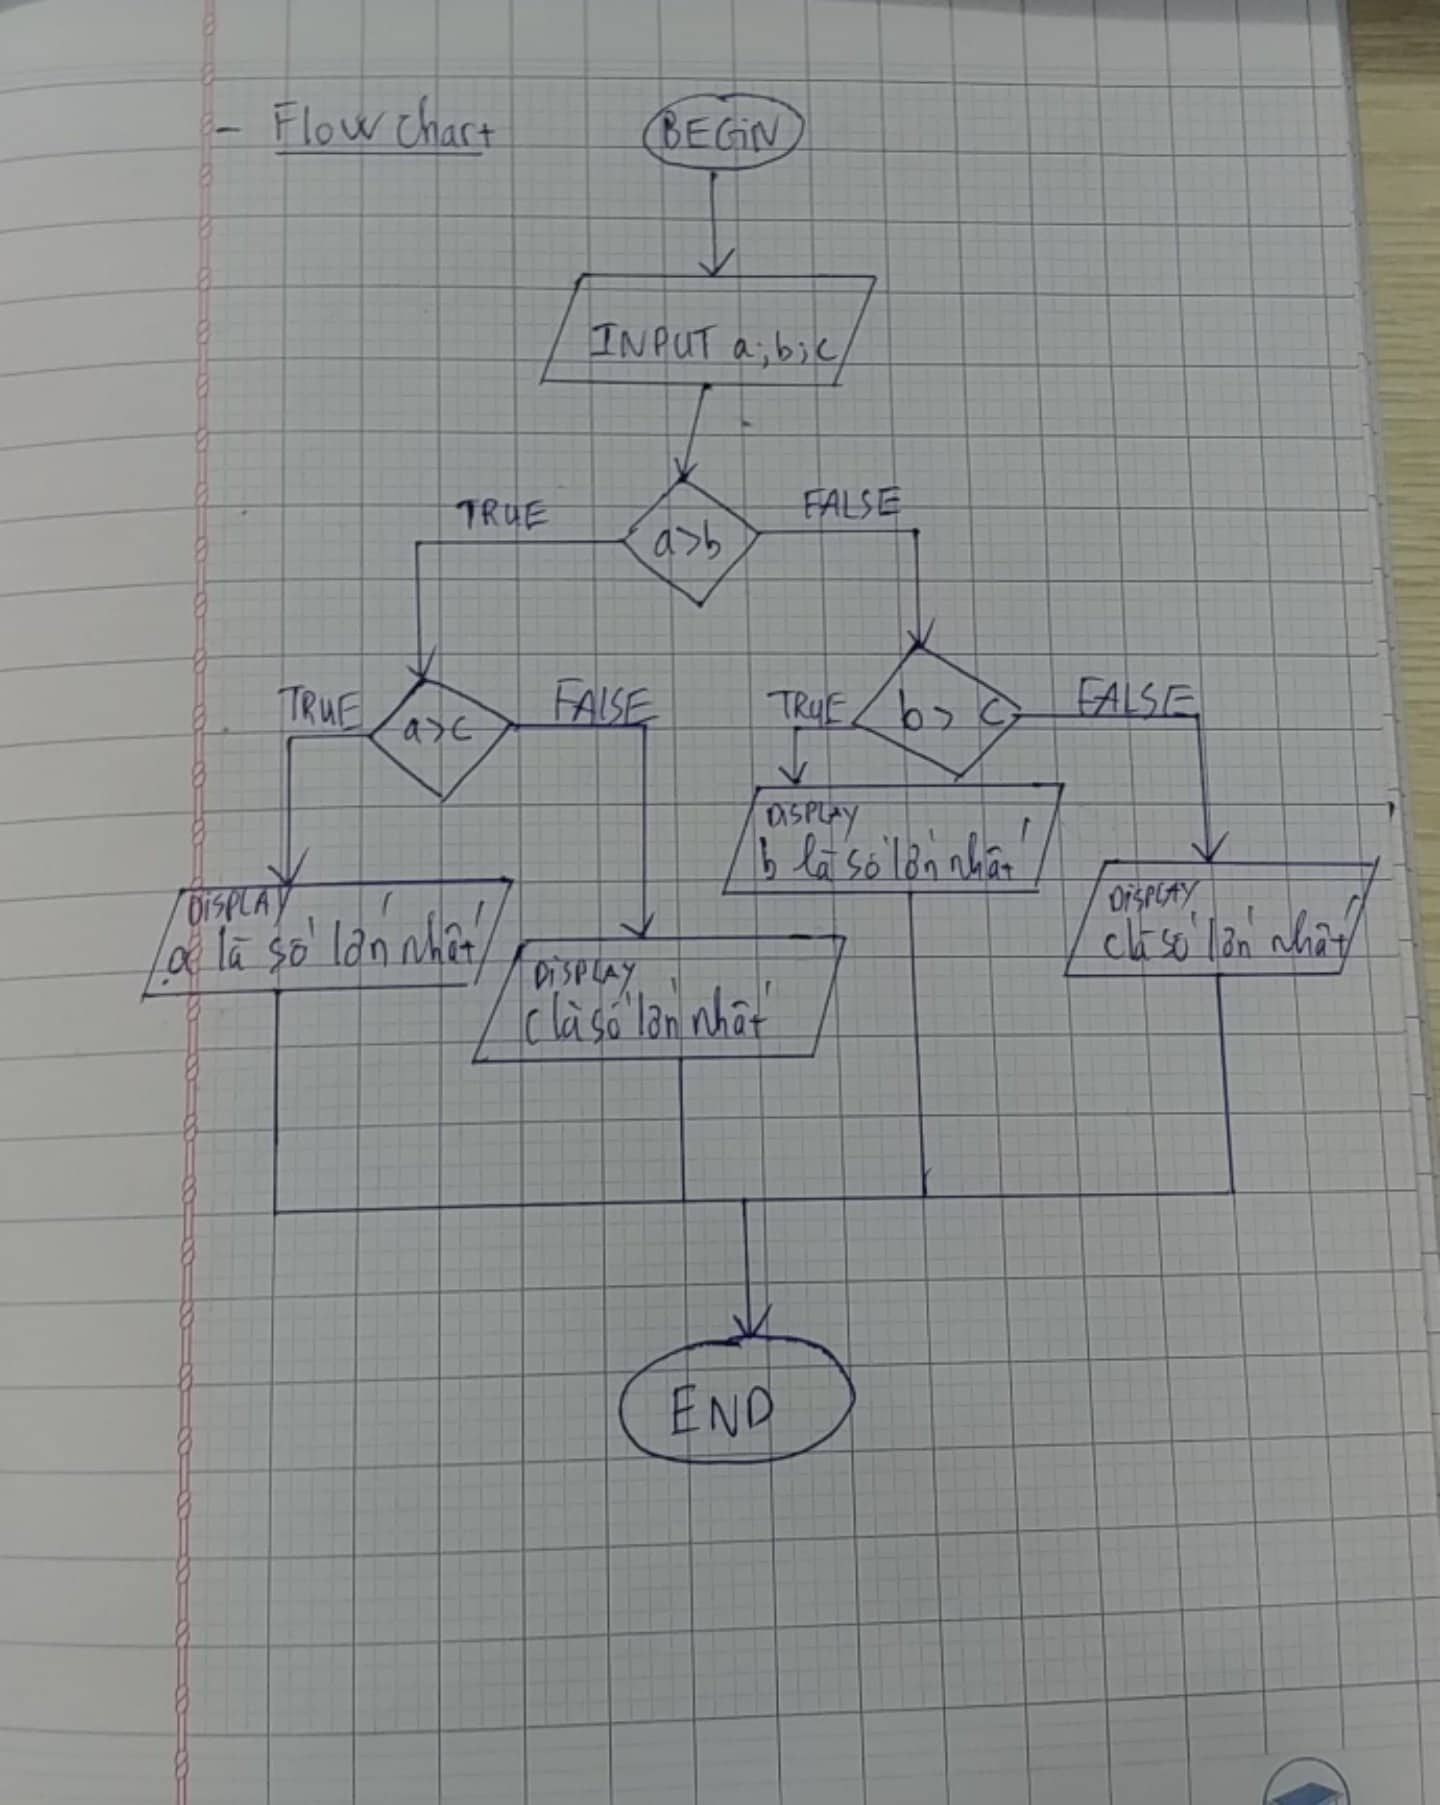 - Flow chart
BEGIN
INPUT a;b;c
a>b
TRUE
FALSE
a>c
TRUE
FALSE
b>c
TRUE
FALSE
DISPLAY
a là số lớn nhất
DISPLAY
c là số lớn nhất
DISPLAY
b là số lớn nhất
DISPLAY
c là số lớn nhất
END